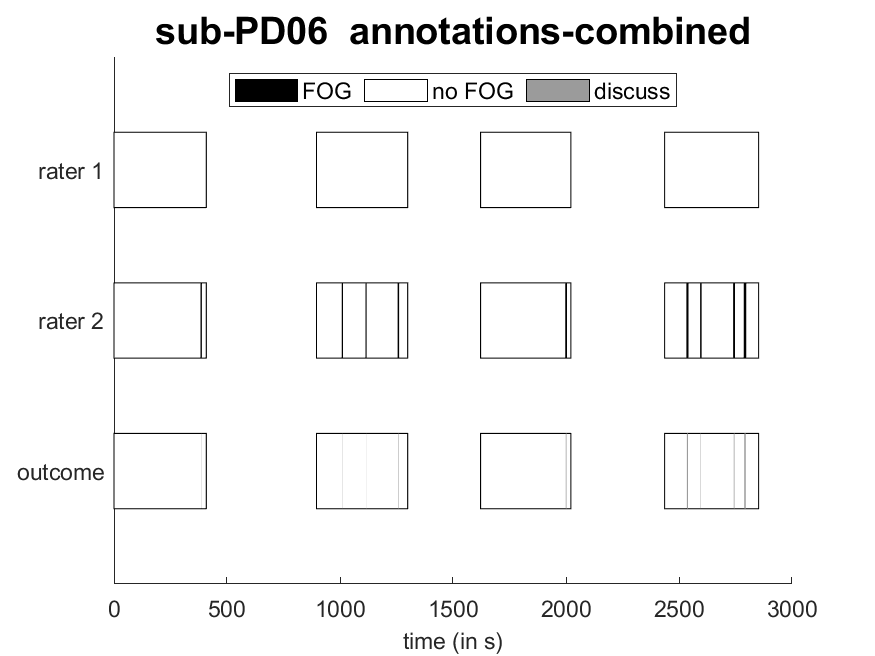 sub-PD06  annotations-combined
FOG no FOG discuss
rater 1
rater 2
outcome
0 500 1000 1500 2000 2500 3000
time (in s)